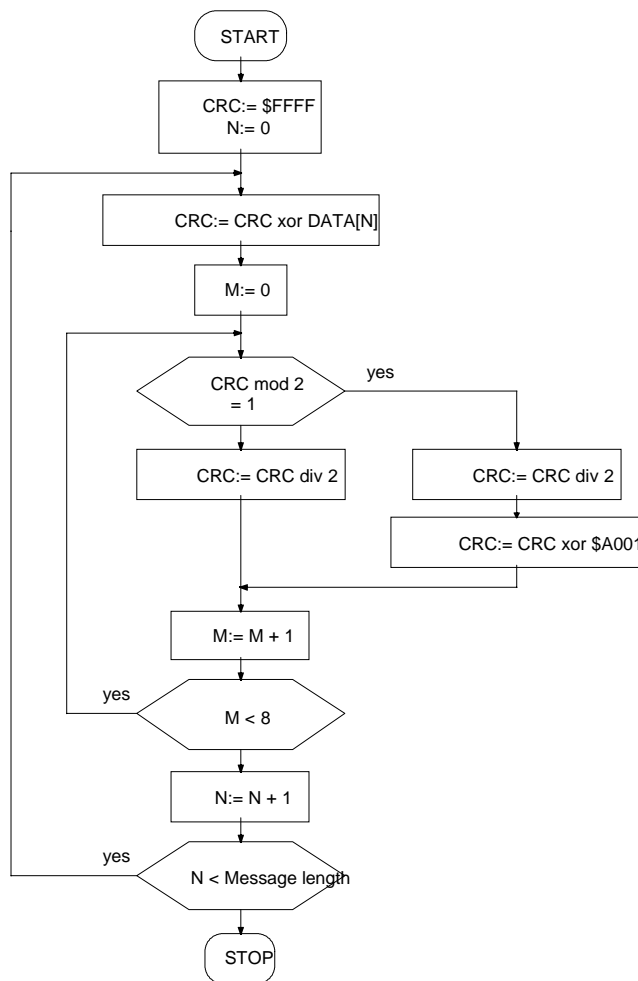 START
CRC:= $FFFF
N:= 0
CRC:= CRC xor DATA[N]
M:= 0
CRC mod 2
= 1
yes
CRC:= CRC div 2
CRC:= CRC div 2
CRC:= CRC xor $A001
M:= M + 1
yes
M < 8
N:= N + 1
yes
N < Message length
STOP